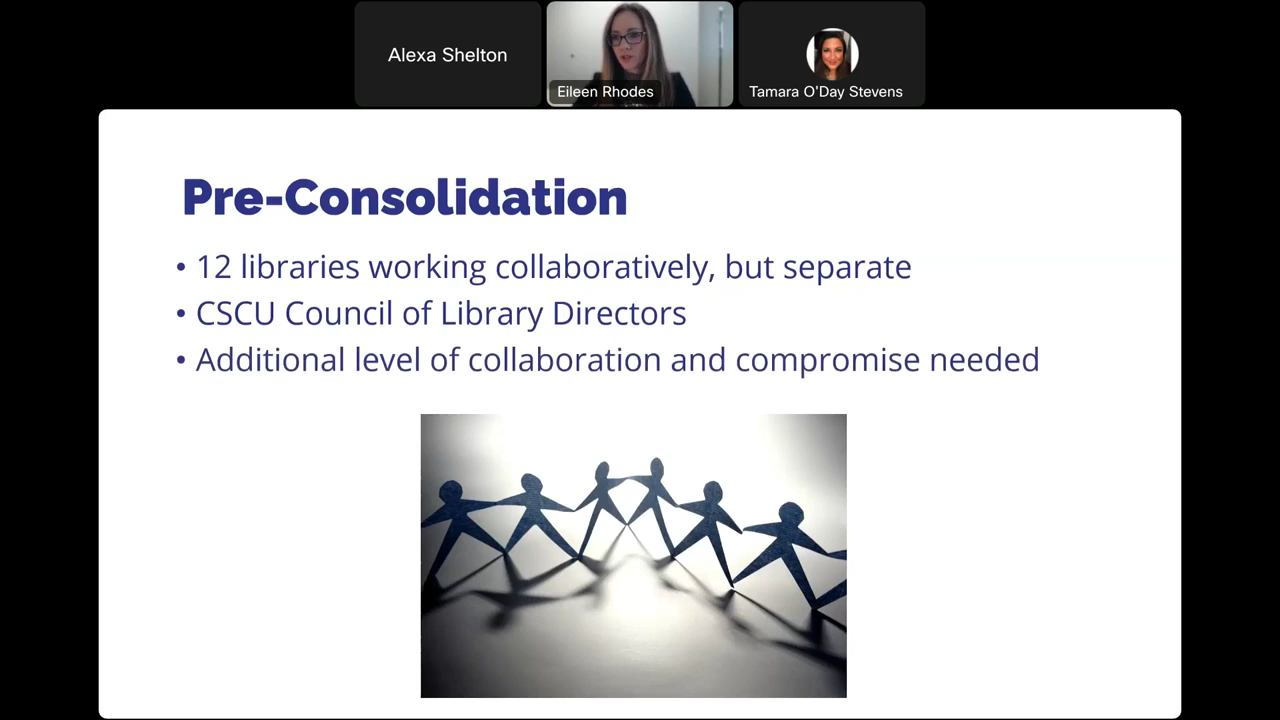 Alexa Shelton
Eileen Rhodes
Tamara O'Day Stevens
Pre-Consolidation
• 12 libraries working collaboratively, but separate
• CSCU Council of Library Directors
• Additional level of collaboration and compromise needed